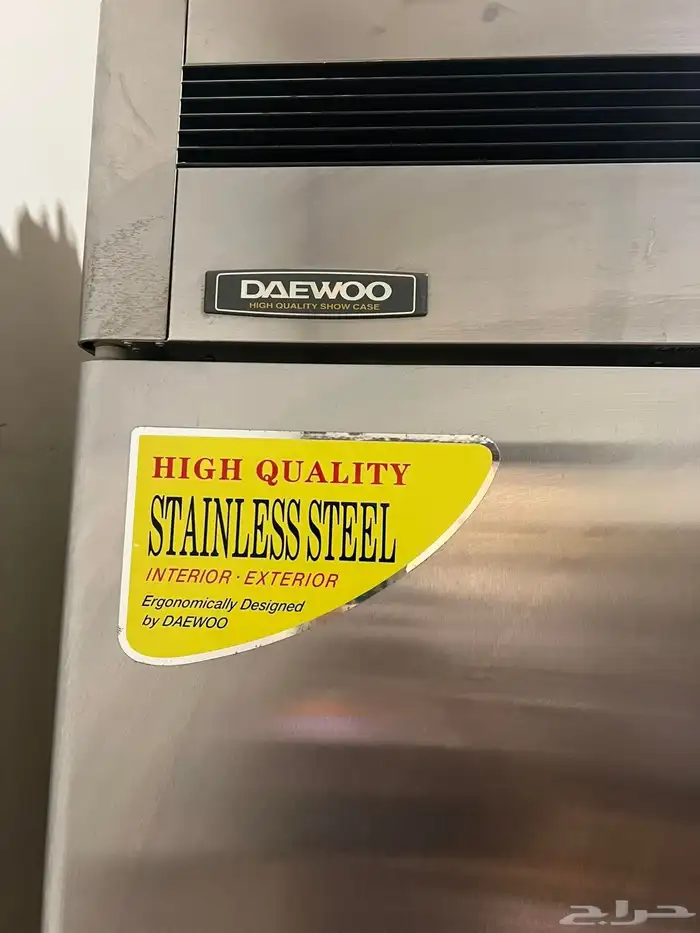 DAEWOO
HIGH QUALITY SHOW CASE
HIGH QUALITY
STAINLESS STEEL
INTERIOR · EXTERIOR
Ergonomically Designed
by DAEWOO
حراج